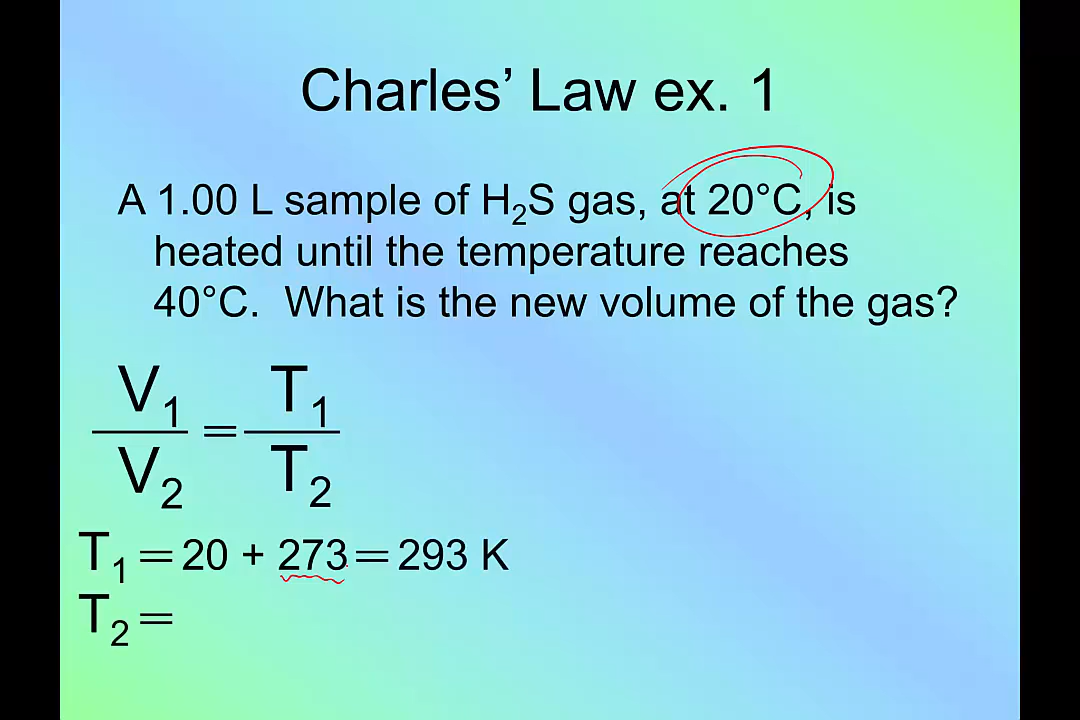 Charles’ Law ex. 1
A 1.00 L sample of H₂S gas, at 20°C, is
heated until the temperature reaches
40°C.  What is the new volume of the gas?
V₁ = T₁
V₂ T₂
T₁ = 20 + 273 = 293 K
T₂ =